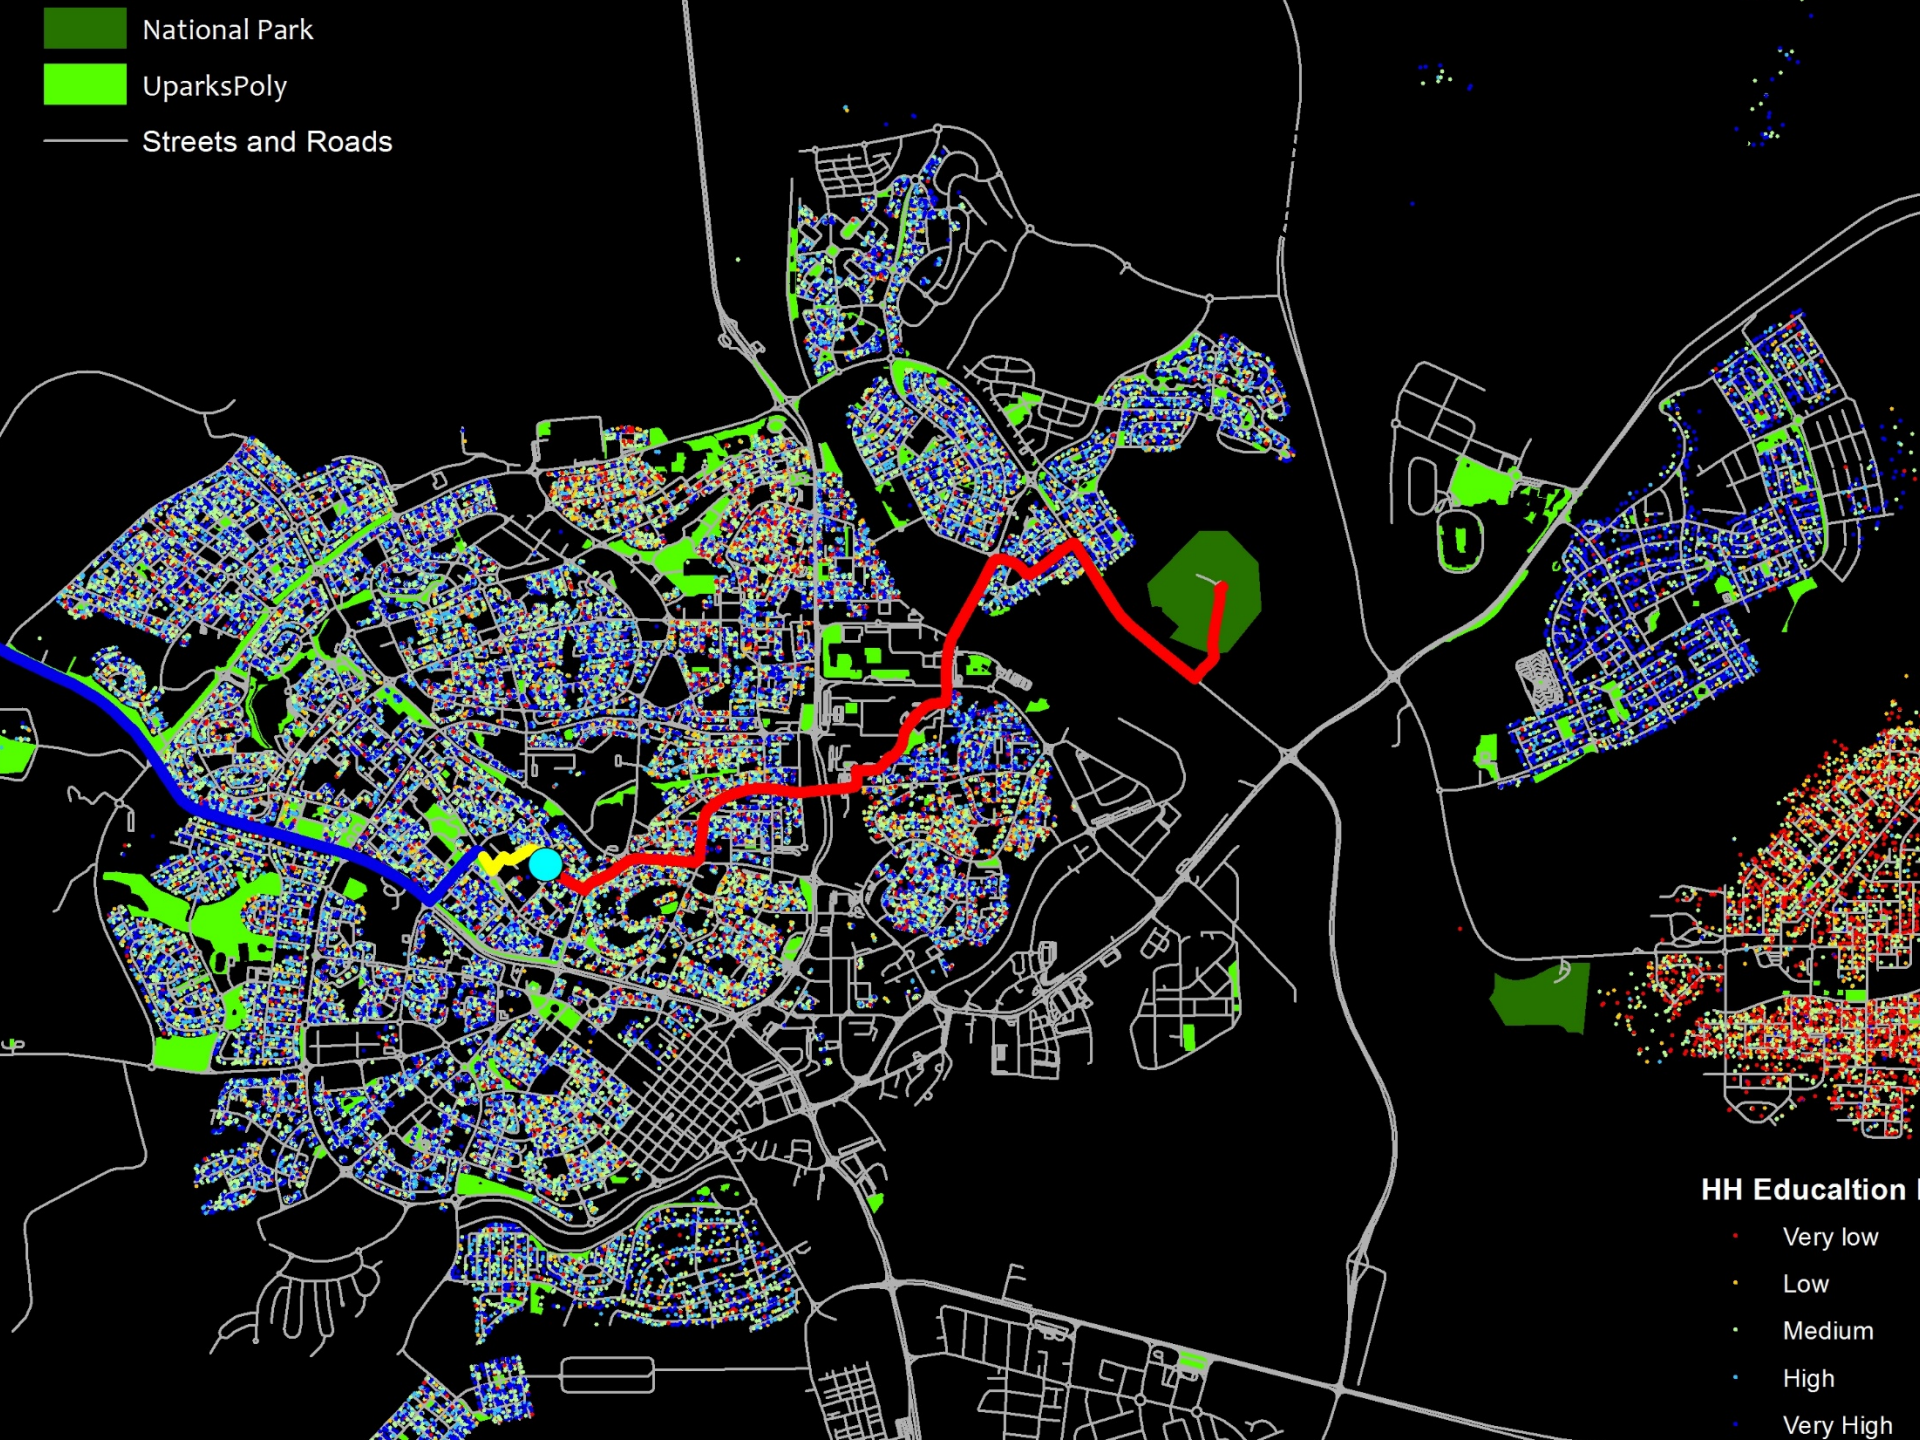 National Park
UparksPoly
Streets and Roads
HH Educaltion
Very low
Low
Medium
High
Very High